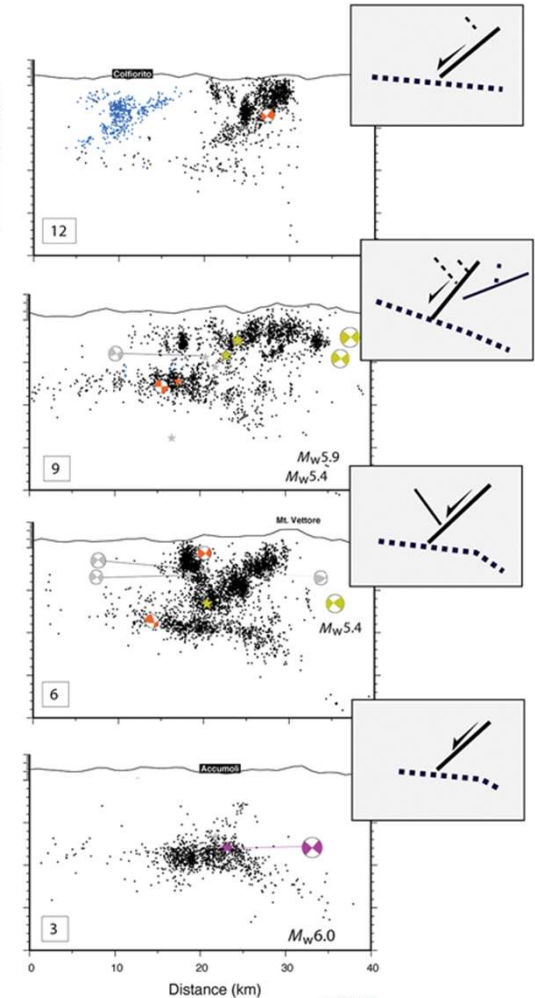 Colfiorito
12
9
Mw5.9
Mw5.4
Mt. Vettore
6
Mw5.4
Accumoli
3
Mw6.0
0 10 20 30 40
Distance (km)